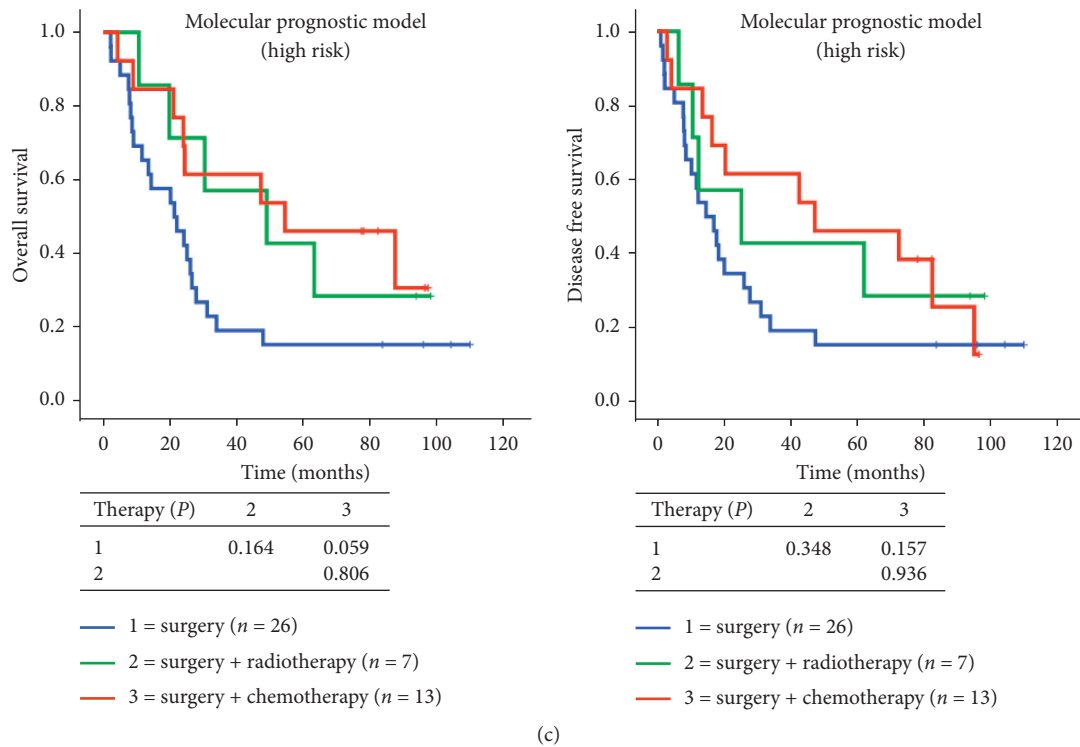 Molecular prognostic model
(high risk)
Overall survival
1.0
0.8
0.6
0.4
0.2
0.0
0 20 40 60 80 100 120
Time (months)
Therapy (P) 2 3
1 0.164 0.059
2 0.806
1 = surgery (n = 26)
2 = surgery + radiotherapy (n = 7)
3 = surgery + chemotherapy (n = 13)
Molecular prognostic model
(high risk)
Disease free survival
1.0
0.8
0.6
0.4
0.2
0.0
0 20 40 60 80 100 120
Time (months)
Therapy (P) 2 3
1 0.348 0.157
2 0.936
1 = surgery (n = 26)
2 = surgery + radiotherapy (n = 7)
3 = surgery + chemotherapy (n = 13)
(c)